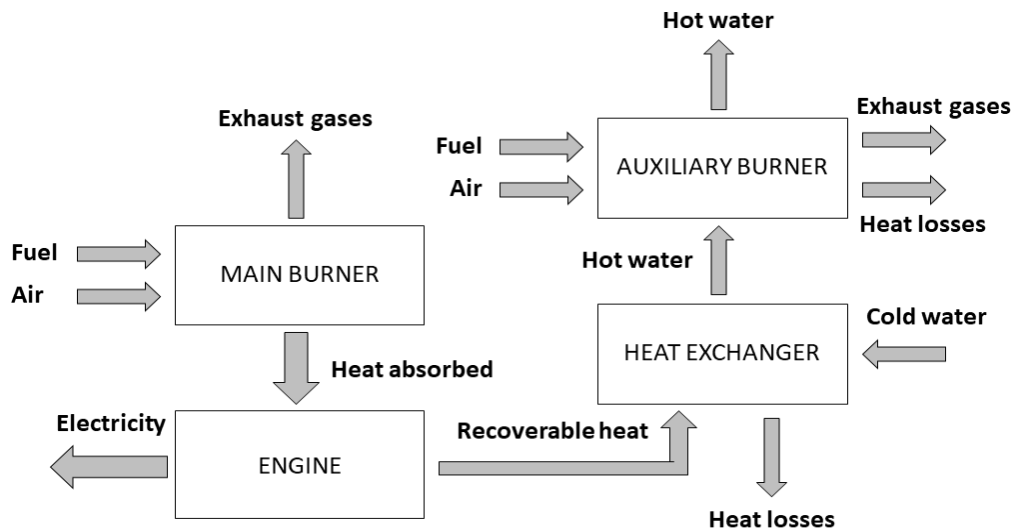 Hot water
Exhaust gases
Exhaust gases
Fuel
AUXILIARY BURNER
Air
Heat losses
Fuel
MAIN BURNER
Hot water
Air
Cold water
HEAT EXCHANGER
Heat absorbed
Electricity
Recoverable heat
ENGINE
Heat losses